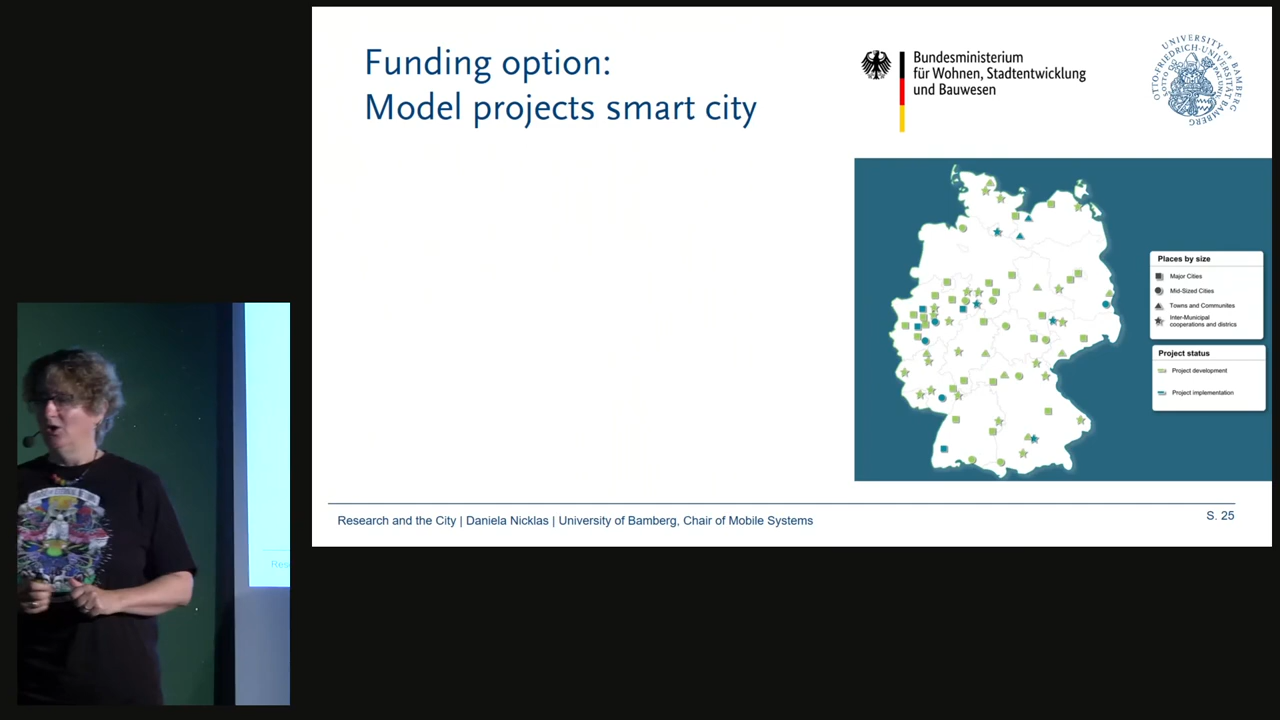 Funding option:
Model projects smart city
Bundesministerium
für Wohnen, Stadtentwicklung
und Bauwesen
Places by size
Major Cities
Mid-Sized Cities
Towns and Communites
Inter-Municipal
cooperations and districs
Project status
Project development
Project implementation
Research and the City | Daniela Nicklas | University of Bamberg, Chair of Mobile Systems
S. 25